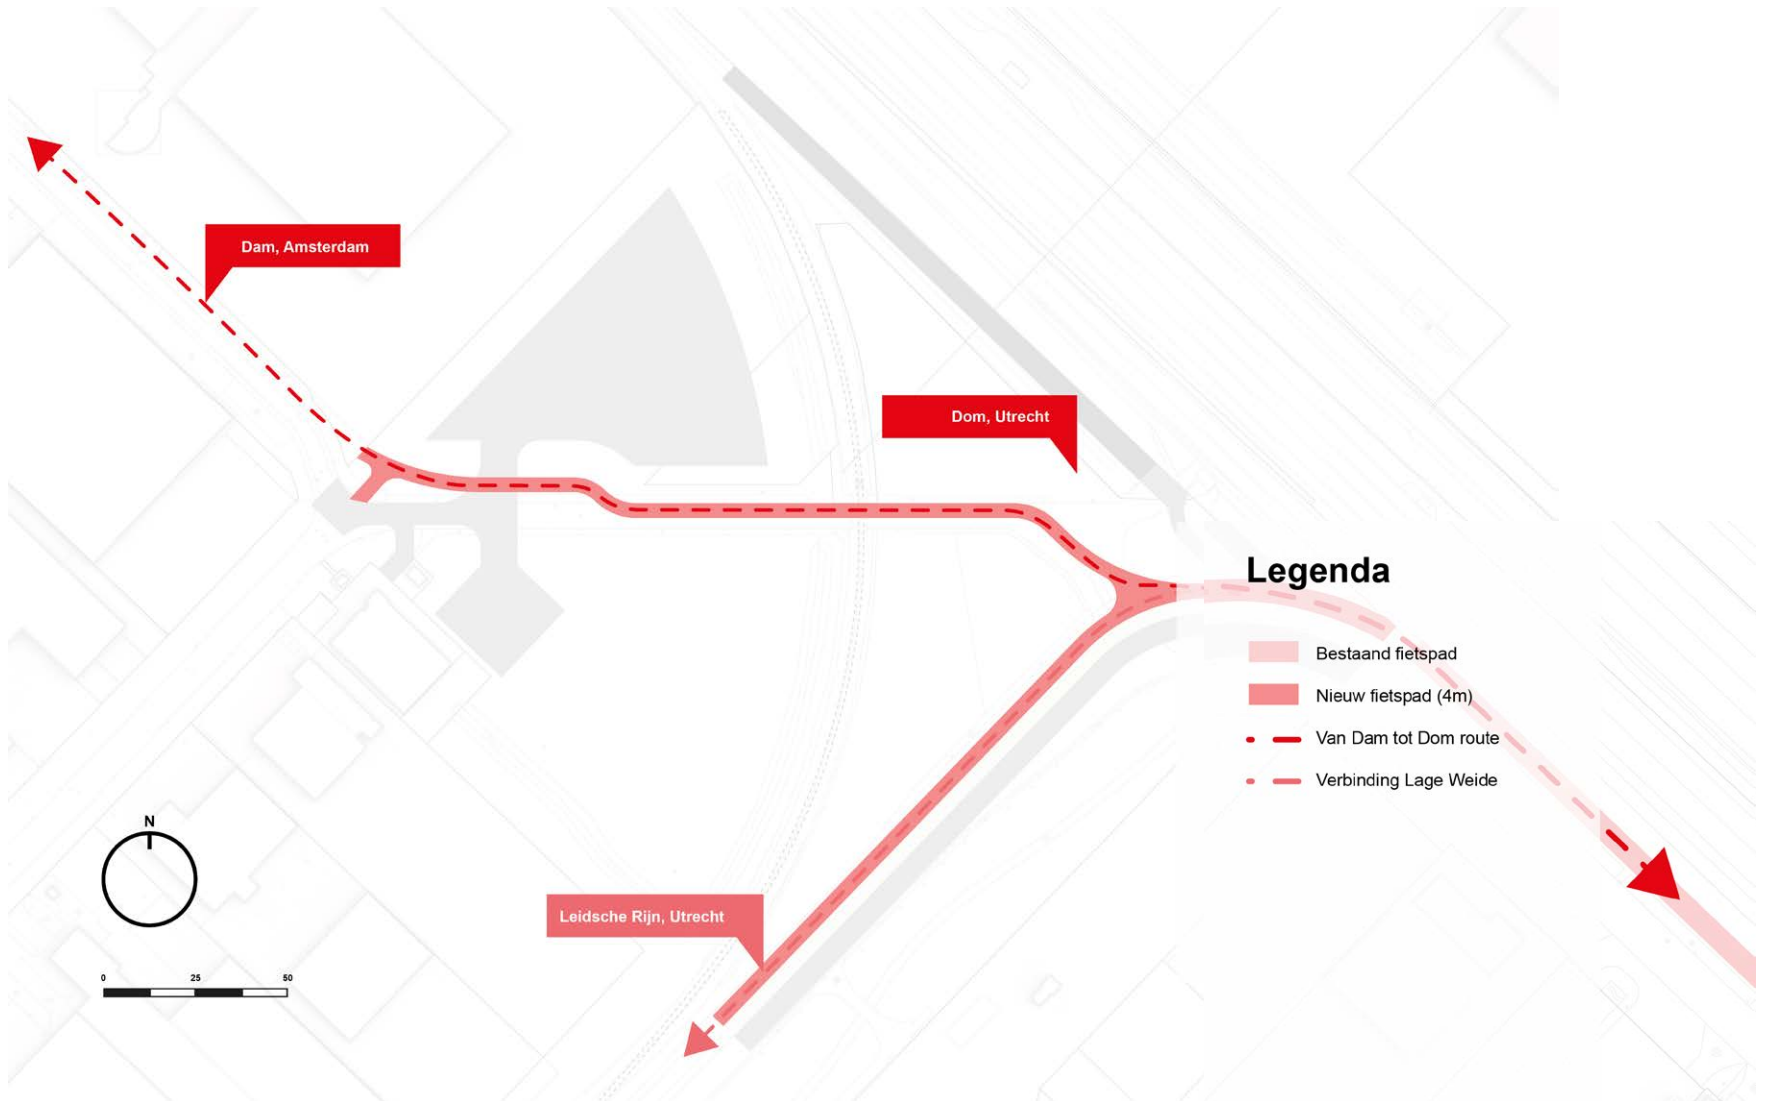 Dam, Amsterdam
Dom, Utrecht
Legenda
Bestaand fietspad
Nieuw fietspad (4m)
Van Dam tot Dom route
Verbinding Lage Weide
N
Leidsche Rijn, Utrecht
0 25 50